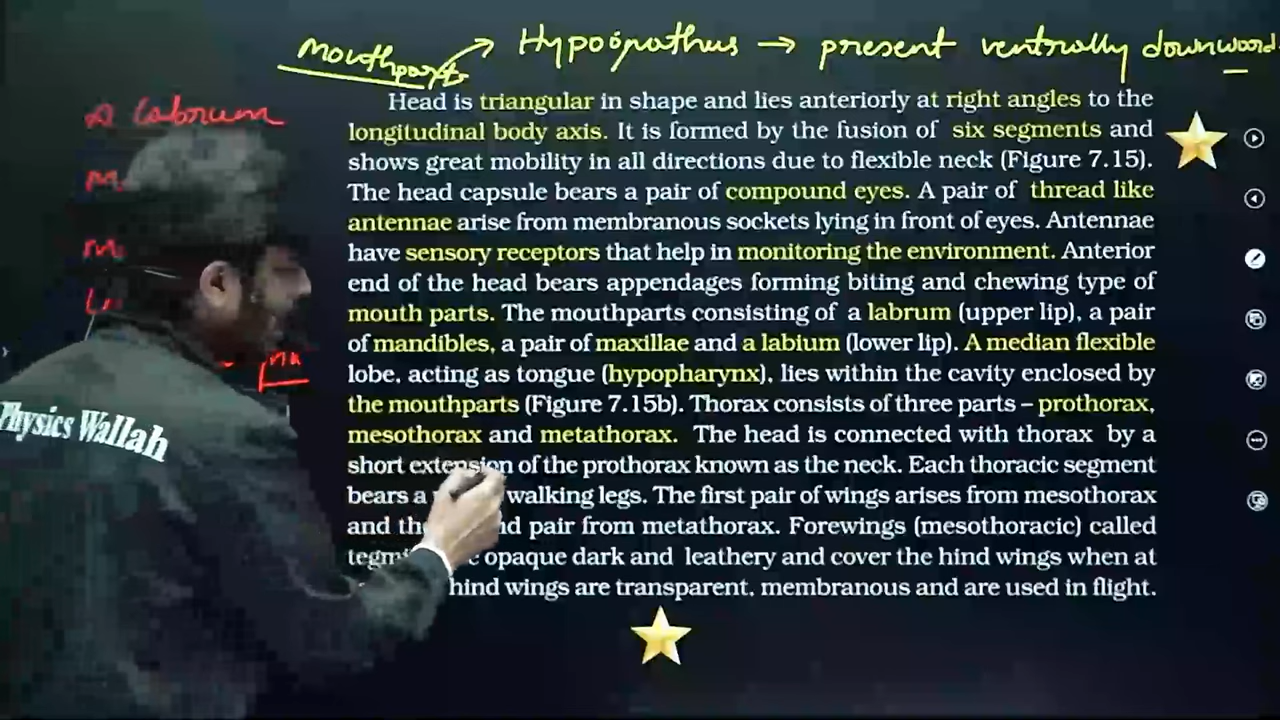 mouthparts → Hypognathus → present ventrally downward
Head is triangular in shape and lies anteriorly at right angles to the
A Labrum
longitudinal body axis. It is formed by the fusion of six segments and
shows great mobility in all directions due to flexible neck (Figure 7.15).
The head capsule bears a pair of compound eyes. A pair of thread like
antennae arise from membranous sockets lying in front of eyes. Antennae
have sensory receptors that help in monitoring the environment. Anterior
end of the head bears appendages forming biting and chewing type of
mouth parts. The mouthparts consisting of a labrum (upper lip), a pair
of mandibles, a pair of maxillae and a labium (lower lip). A median flexible
lobe, acting as tongue (hypopharynx), lies within the cavity enclosed by
the mouthparts (Figure 7.15b). Thorax consists of three parts – prothorax,
mesothorax and metathorax. The head is connected with thorax by a
short extension of the prothorax known as the neck. Each thoracic segment
bears a walking legs. The first pair of wings arises from mesothorax
and pair from metathorax. Forewings (mesothoracic) called
opaque dark and leathery and cover the hind wings when at
hind wings are transparent, membranous and are used in flight.
Physics Wallah